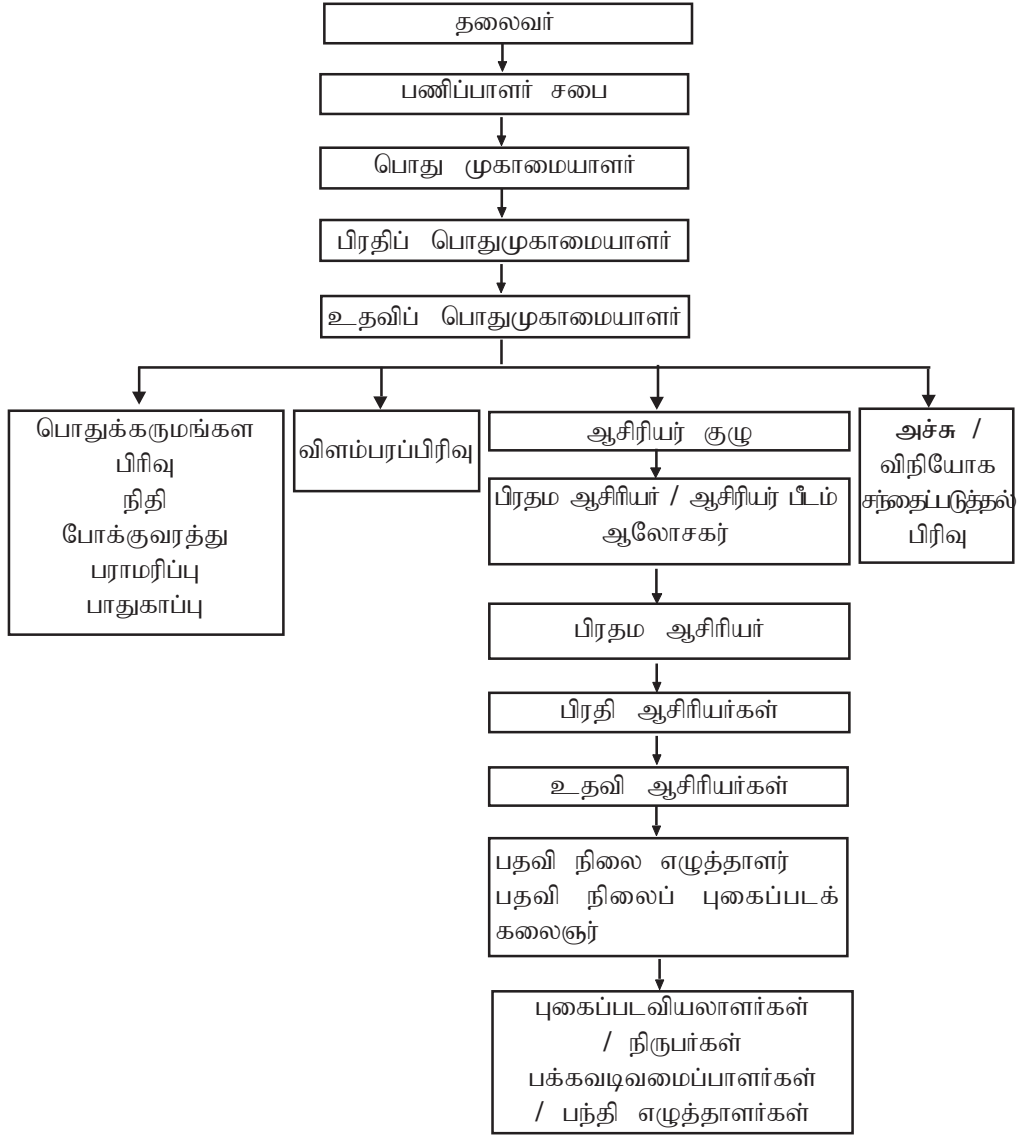 தலைவர்
பணிப்பாளர் சபை
பொது முகாமையாளர்
பிரதிப் பொதுமுகாமையாளர்
உதவிப் பொதுமுகாமையாளர்
பொதுக்கருமங்கள
பிரிவு
நிதி
போக்குவரத்து
பராமரிப்பு
பாதுகாப்பு
விளம்பரப்பிரிவு
ஆசிரியர் குழு
பிரதம ஆசிரியர் / ஆசிரியர் பீடம்
ஆலோசகர்
பிரதம ஆசிரியர்
பிரதி ஆசிரியர்கள்
உதவி ஆசிரியர்கள்
பதவி நிலை எழுத்தாளர்
பதவி நிலைப் புகைப்படக்
கலைஞர்
புகைப்படவியலாளர்கள்
/ நிருபர்கள்
பக்கவடிவமைப்பாளர்கள்
/ பந்தி எழுத்தாளர்கள்
அச்சு /
விநியோக
சந்தைப்படுத்தல்
பிரிவு